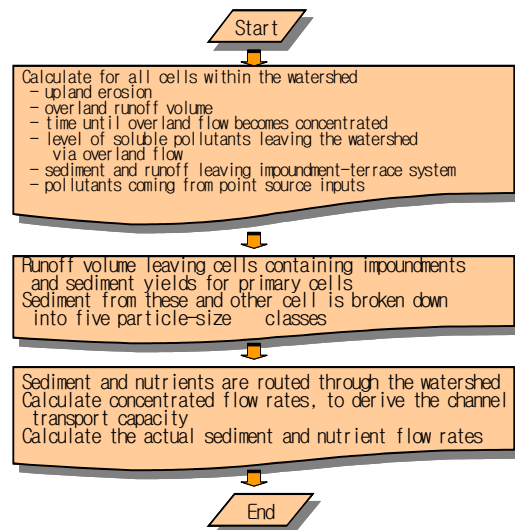 Start
Calculate for all cells within the watershed
- upland erosion
- overland runoff volume
- time until overland flow becomes concentrated
- level of soluble pollutants leaving the watershed
via overland flow
- sediment and runoff leaving impoundment-terrace system
- pollutants coming from point source inputs
Runoff volume leaving cells containing impoundments
and sediment yields for primary cells
Sediment from these and other cell is broken down
into five particle-size classes
Sediment and nutrients are routed through the watershed
Calculate concentrated flow rates, to derive the channel
transport capacity
Calculate the actual sediment and nutrient flow rates
End